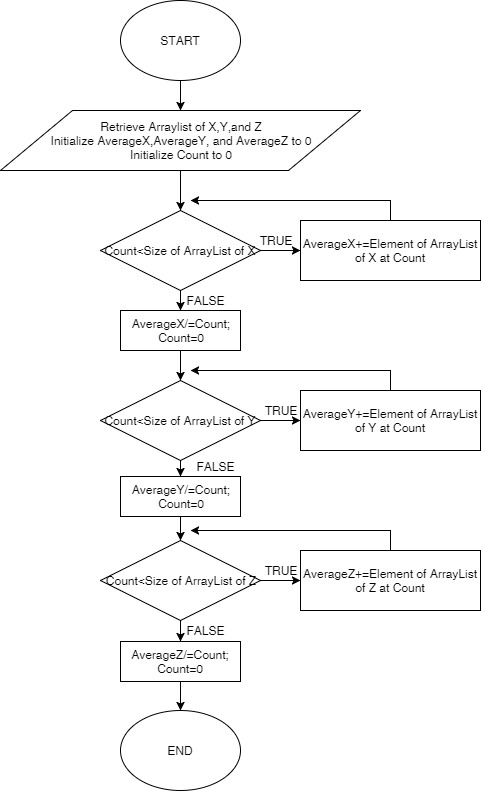 START
Retrieve Arraylist of X,Y,and Z
Initialize AverageX,AverageY, and AverageZ to 0
Initialize Count to 0
Count<Size of ArrayList of X
TRUE
AverageX+=Element of ArrayList
of X at Count
FALSE
AverageX/=Count;
Count=0
Count<Size of ArrayList of Y
TRUE
AverageY+=Element of ArrayList
of Y at Count
FALSE
AverageY/=Count;
Count=0
Count<Size of ArrayList of Z
TRUE
AverageZ+=Element of ArrayList
of Z at Count
FALSE
AverageZ/=Count;
Count=0
END